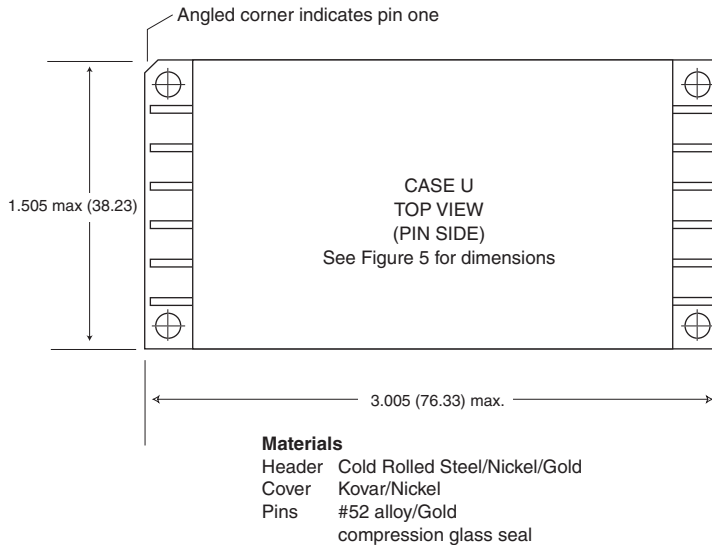 Angled corner indicates pin one
1.505 max (38.23)
CASE U
TOP VIEW
(PIN SIDE)
See Figure 5 for dimensions
3.005 (76.33) max.
Materials
Header Cold Rolled Steel/Nickel/Gold
Cover Kovar/Nickel
Pins #52 alloy/Gold
compression glass seal